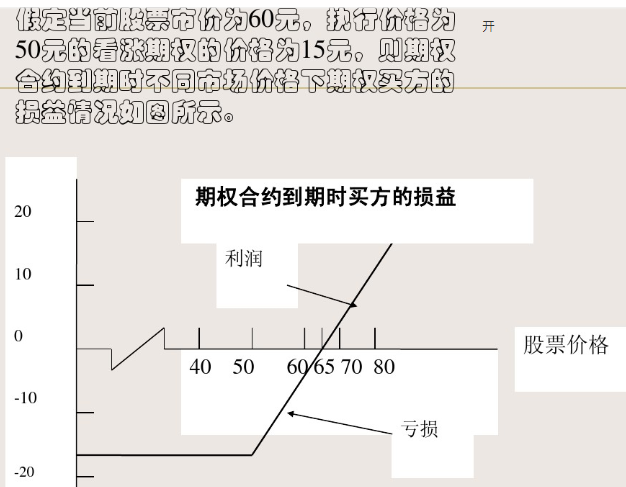 假定当前股票市价为60元，执行价格为
开
50元的看涨期权的价格为15元，则期权
合约到期时不同市场价格下期权买方的
损益情况如图所示。
期权合约到期时买方的损益
20
利润
10
0
股票价格
40 50 60 65 70 80
-10
亏损
-20